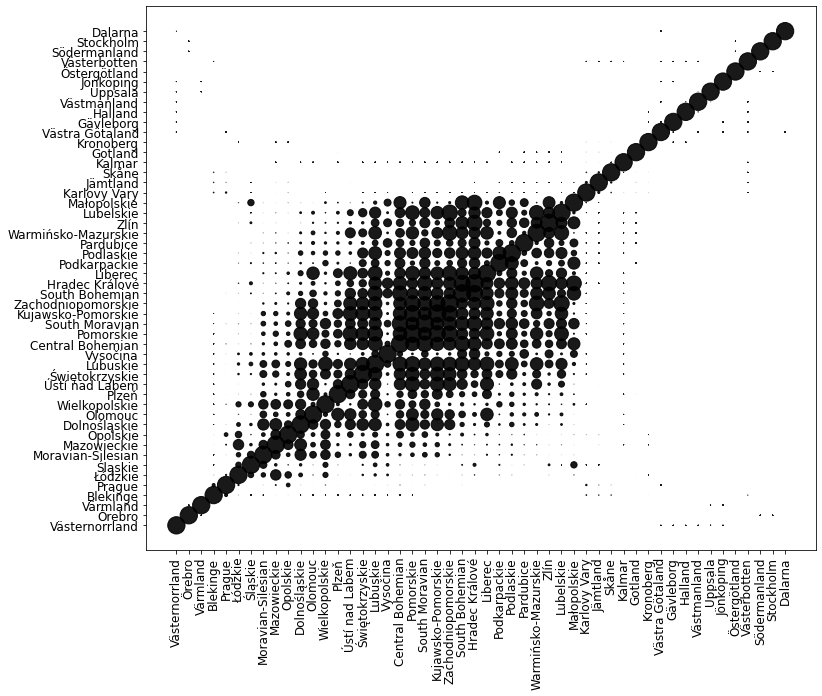 Dalarna
Stockholm
Södermanland
Västerbotten
Östergötland
Jönköping
Uppsala
Västmanland
Halland
Gävleborg
Västra Götaland
Kronoberg
Gotland
Kalmar
Skåne
Jämtland
Karlovy Vary
Małopolskie
Lubelskie
Zlín
Warmińsko-Mazurskie
Pardubice
Podlaskie
Podkarpackie
Liberec
Hradec Králové
South Bohemian
Zachodniopomorskie
Kujawsko-Pomorskie
South Moravian
Pomorskie
Central Bohemian
Vysočina
Lubuskie
Świętokrzyskie
Ústí nad Labem
Plzeň
Wielkopolskie
Olomouc
Dolnośląskie
Opolskie
Mazowieckie
Moravian-Silesian
Śląskie
Łódzkie
Prague
Blekinge
Värmland
Örebro
Västernorrland
Västernorrland
Örebro
Värmland
Blekinge
Prague
Łódzkie
Śląskie
Moravian-Silesian
Mazowieckie
Opolskie
Dolnośląskie
Olomouc
Wielkopolskie
Plzeň
Ústí nad Labem
Świętokrzyskie
Lubuskie
Vysočina
Central Bohemian
Pomorskie
South Moravian
Kujawsko-Pomorskie
Zachodniopomorskie
South Bohemian
Hradec Králové
Liberec
Podkarpackie
Podlaskie
Pardubice
Warmińsko-Mazurskie
Zlín
Lubelskie
Małopolskie
Karlovy Vary
Jämtland
Skåne
Kalmar
Gotland
Kronoberg
Västra Götaland
Gävleborg
Halland
Västmanland
Uppsala
Jönköping
Östergötland
Västerbotten
Södermanland
Stockholm
Dalarna